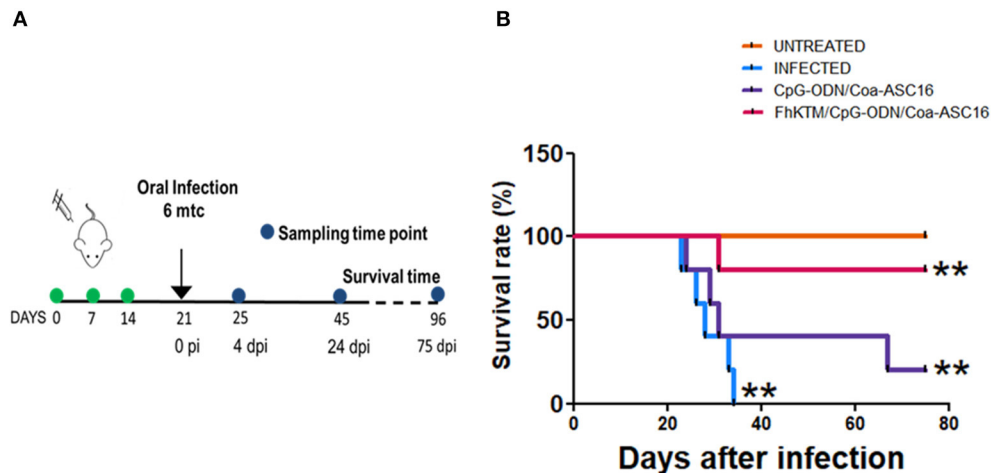 A
Oral Infection
6 mtc
Sampling time point
Survival time
DAYS 0 7 14 21 25 45 96
0 pi 4 dpi 24 dpi 75 dpi
B
UNTREATED
INFECTED
CpG-ODN/Coa-ASC16
FhKTM/CpG-ODN/Coa-ASC16
Survival rate (%)
150
100
50
0
**
**
**
0 20 40 60 80
Days after infection